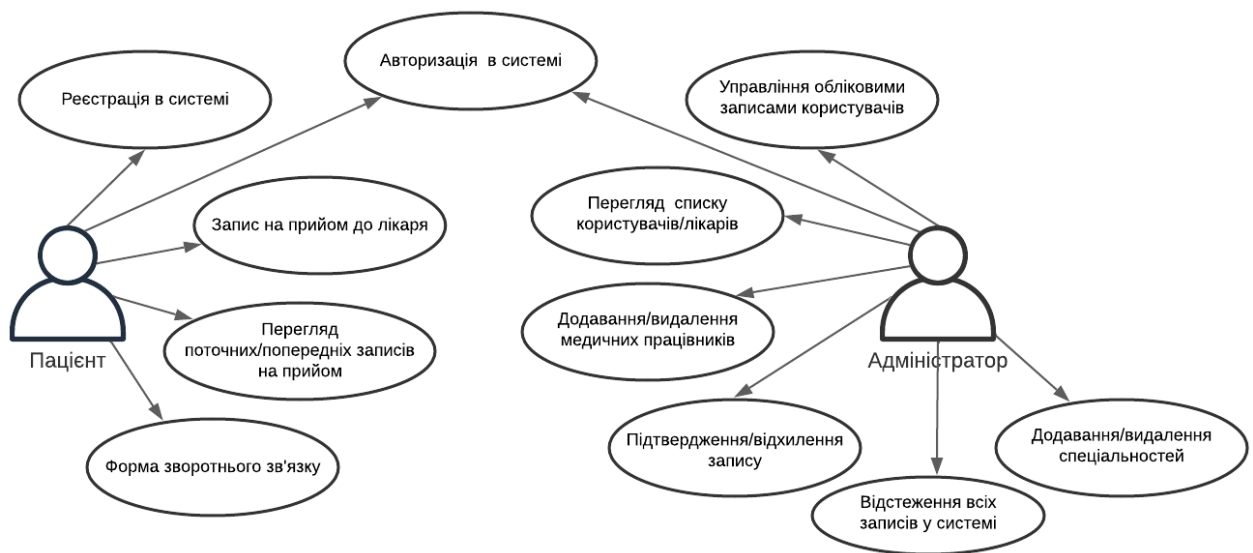 Авторизація в системі
Реєстрація в системі
Управління обліковими
записами користувачів
Запис на прийом до лікаря
Перегляд списку
користувачів/лікарів
Перегляд
поточних/попередніх записів
на прийом
Додавання/видалення
медичних працівників
Пацієнт
Адміністратор
Форма зворотнього зв'язку
Підтвердження/відхилення
запису
Додавання/видалення
спеціальностей
Відстеження всіх
записів у системі